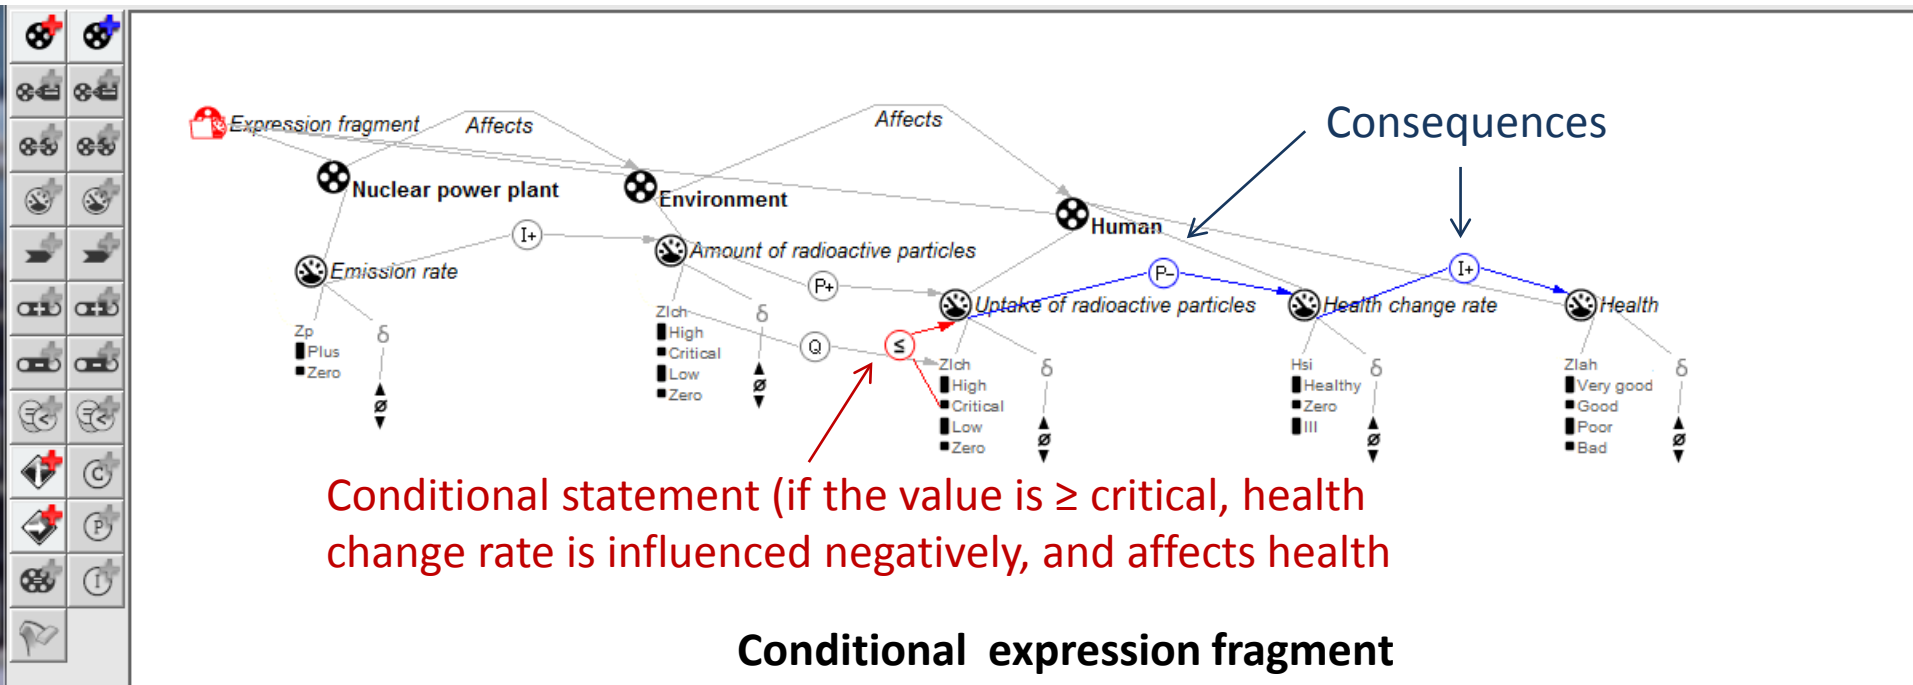 Expression fragment
Affects
Affects
Consequences
Nuclear power plant
Environment
Human
I+
Amount of radioactive particles
Emission rate
P+
P-
I+
Uptake of radioactive particles
Health change rate
Health
Zp
Plus
Zero
δ
ø
Zlch
High
Critical
Low
Zero
δ
ø
Q
≤
Zlch
High
Critical
Low
Zero
δ
ø
Hsi
Healthy
Zero
Ill
δ
ø
Zlah
Very good
Good
Poor
Bad
δ
ø
C
P
I
Conditional statement (if the value is ≥ critical, health
change rate is influenced negatively, and affects health
Conditional expression fragment